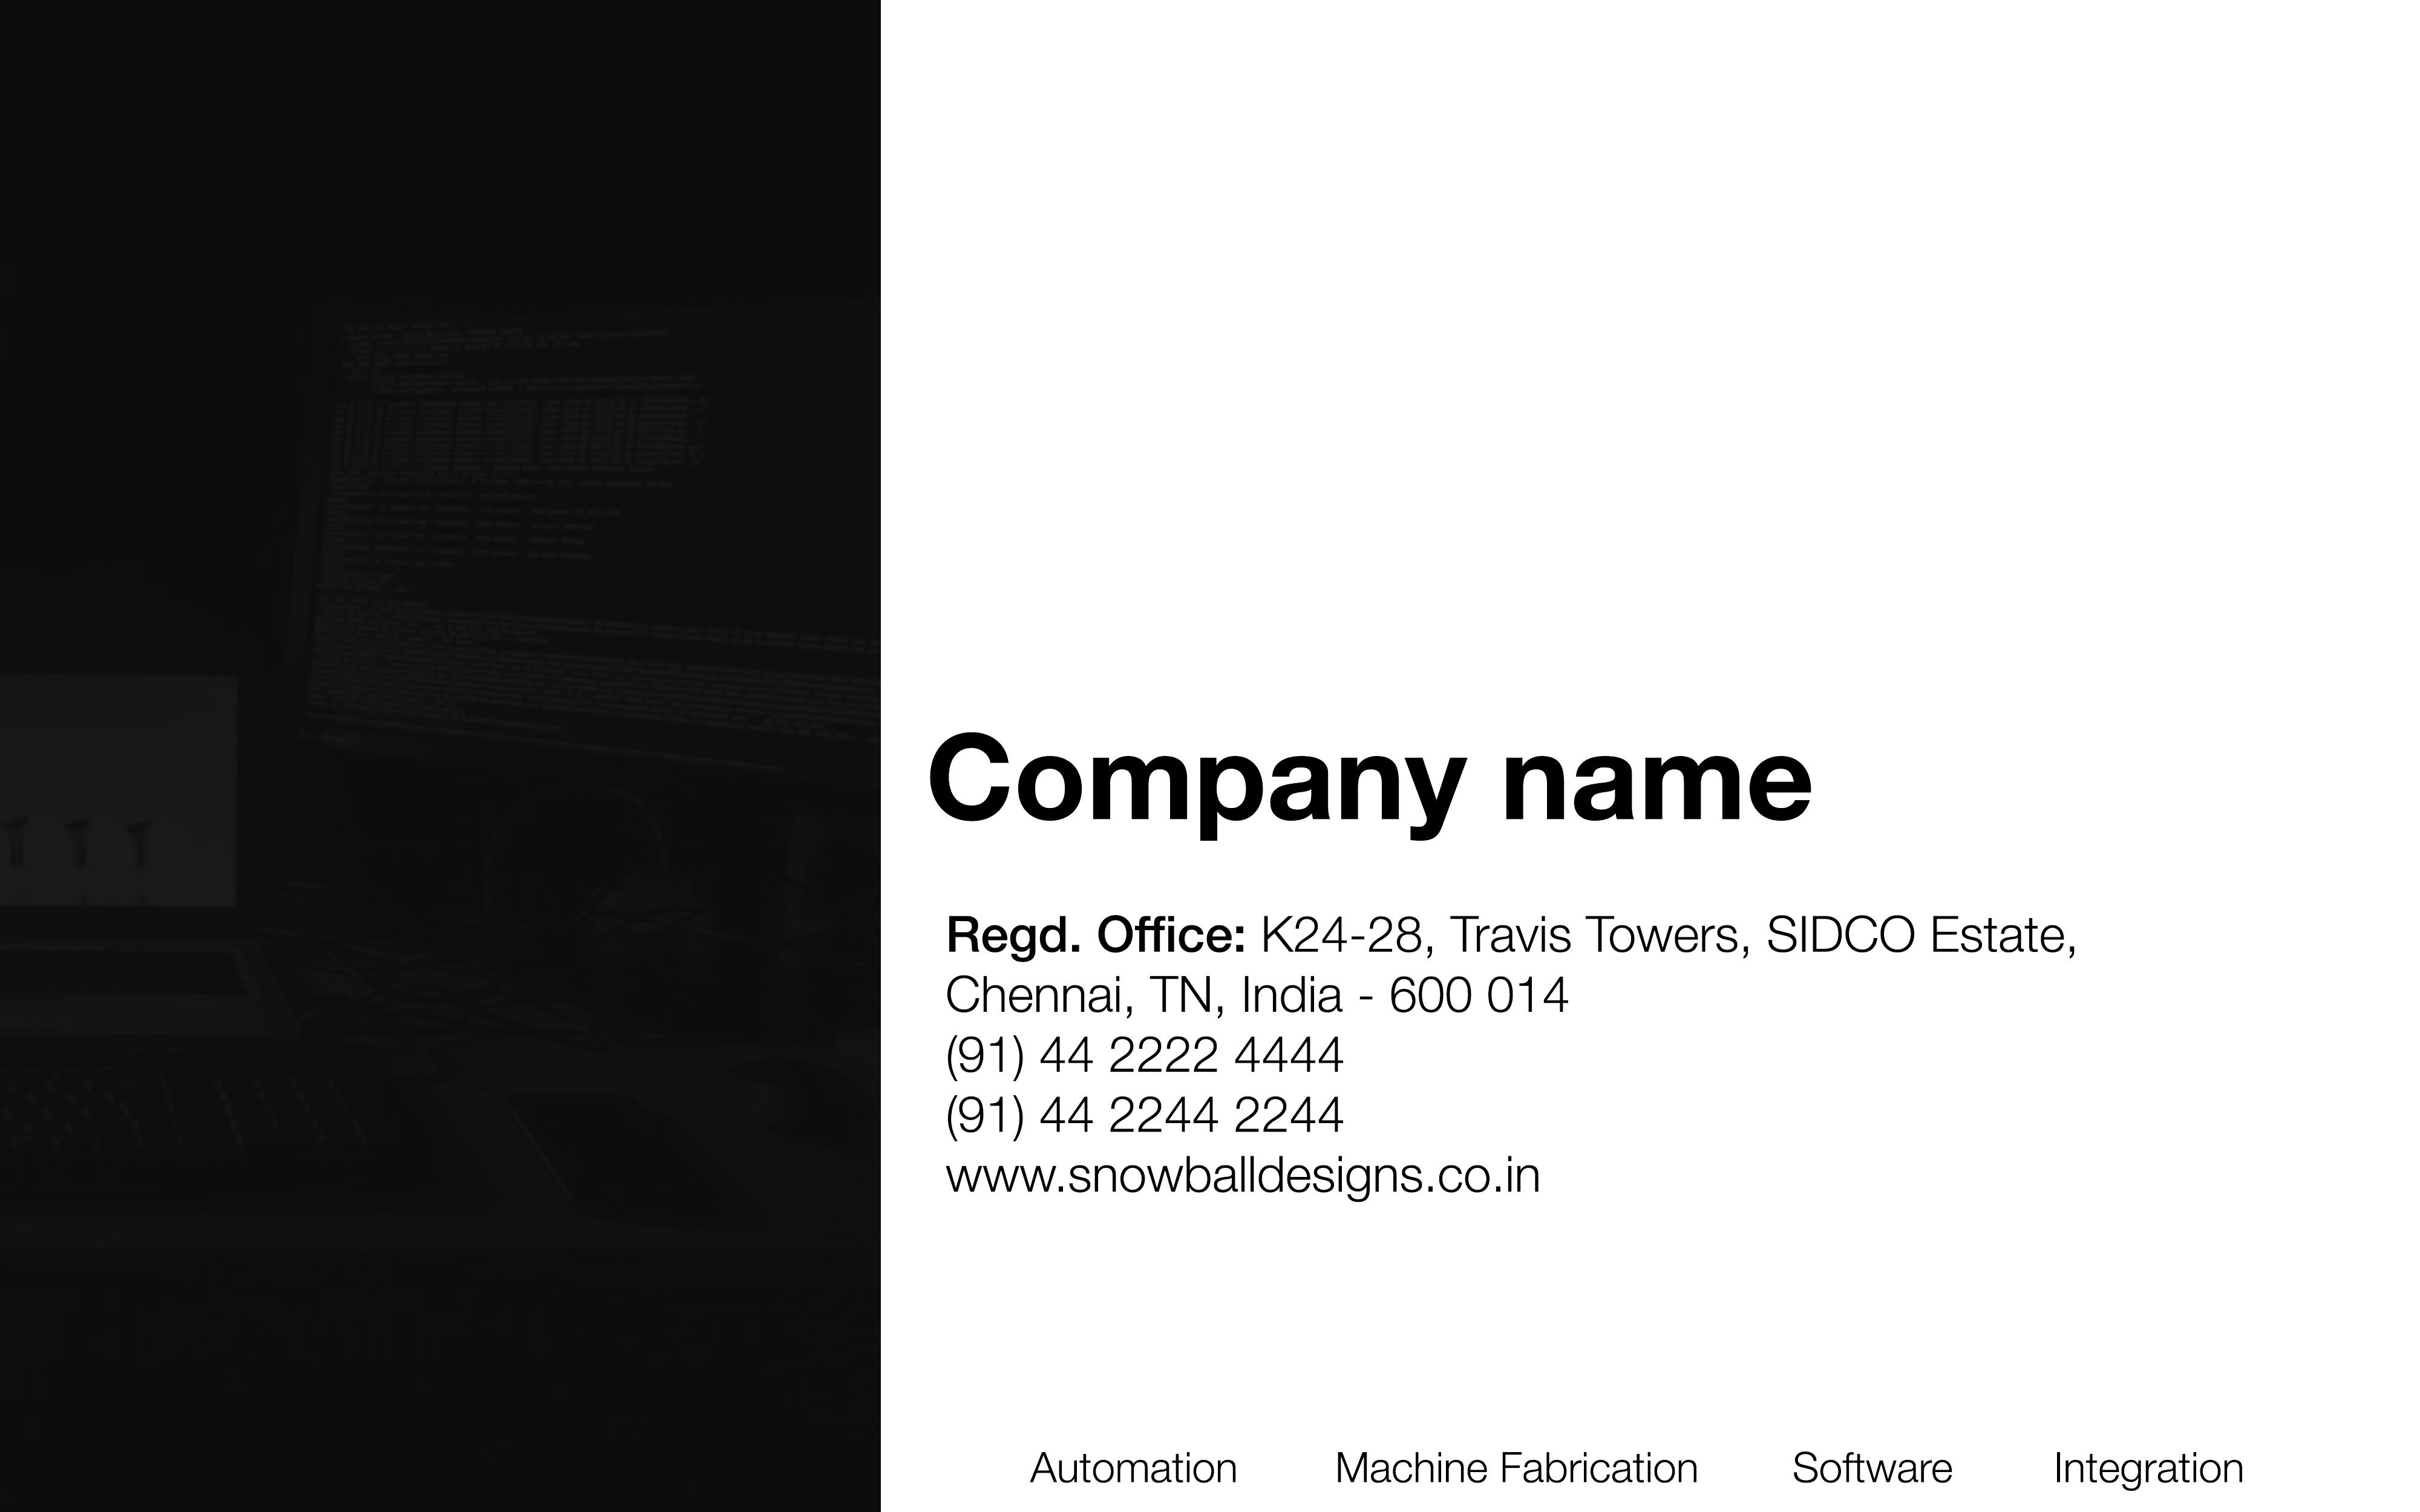 Company name
Regd. Office: K24-28, Travis Towers, SIDCO Estate,
Chennai, TN, India - 600 014
(91) 44 2222 4444
(91) 44 2244 2244
www.snowballdesigns.co.in
Automation Machine Fabrication Software Integration